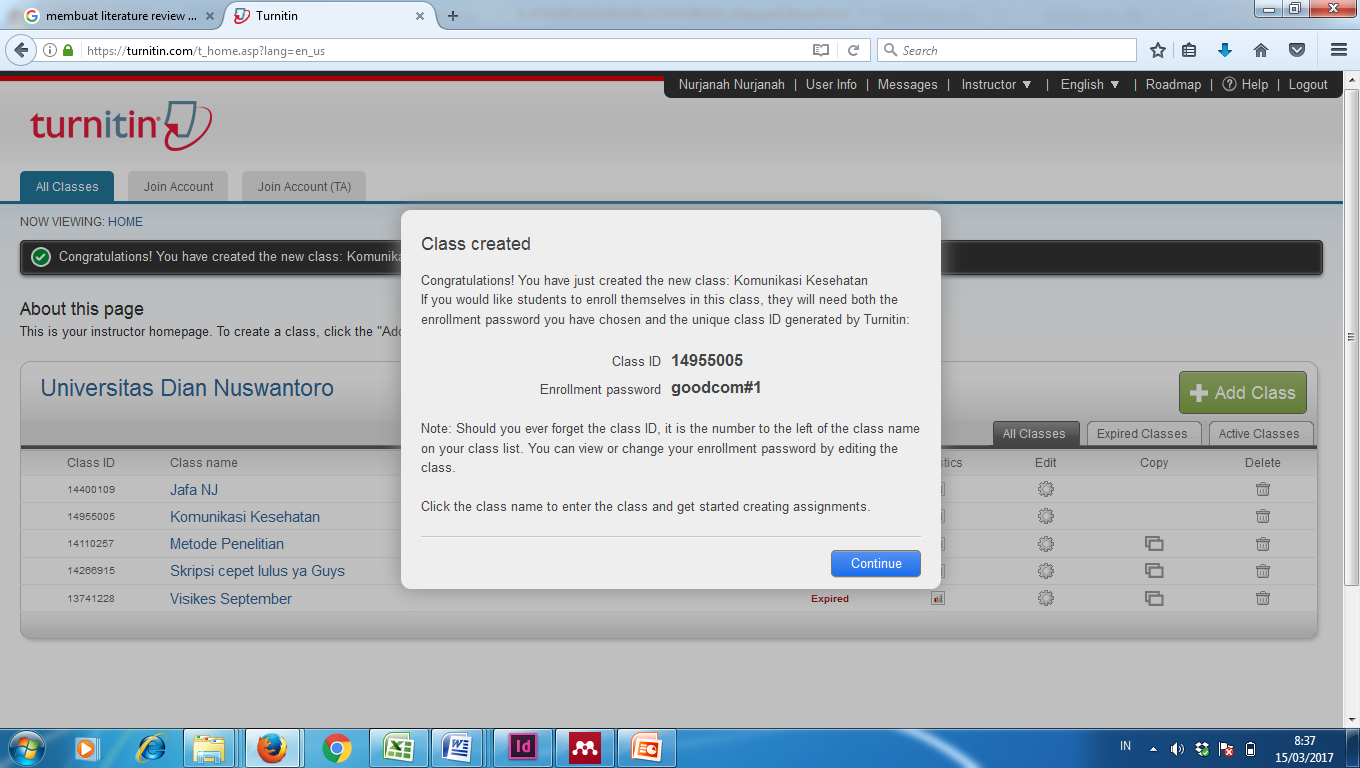 membuat literature review ...
Turnitin
https://turnitin.com/t_home.asp?lang=en_us
Search
Nurjanah Nurjanah | User Info | Messages | Instructor ▼ | English ▼ | Roadmap | ? Help | Logout
turnitin
All Classes Join Account Join Account (TA)
NOW VIEWING: HOME
Congratulations! You have created the new class: Komunika
About this page
This is your instructor homepage. To create a class, click the "Add
Universitas Dian Nuswantoro
Add Class
All Classes Expired Classes Active Classes
Class ID Class name Edit Copy Delete
14400109 Jafa NJ
14955005 Komunikasi Kesehatan
14110257 Metode Penelitian
14266915 Skripsi cepet lulus ya Guys
13741228 Visikes September Expired
Class created
Congratulations! You have just created the new class: Komunikasi Kesehatan
If you would like students to enroll themselves in this class, they will need both the
enrollment password you have chosen and the unique class ID generated by Turnitin:
Class ID 14955005
Enrollment password goodcom#1
Note: Should you ever forget the class ID, it is the number to the left of the class name
on your class list. You can view or change your enrollment password by editing the
class.
Click the class name to enter the class and get started creating assignments.
Continue
Id
IN
8:37
15/03/2017